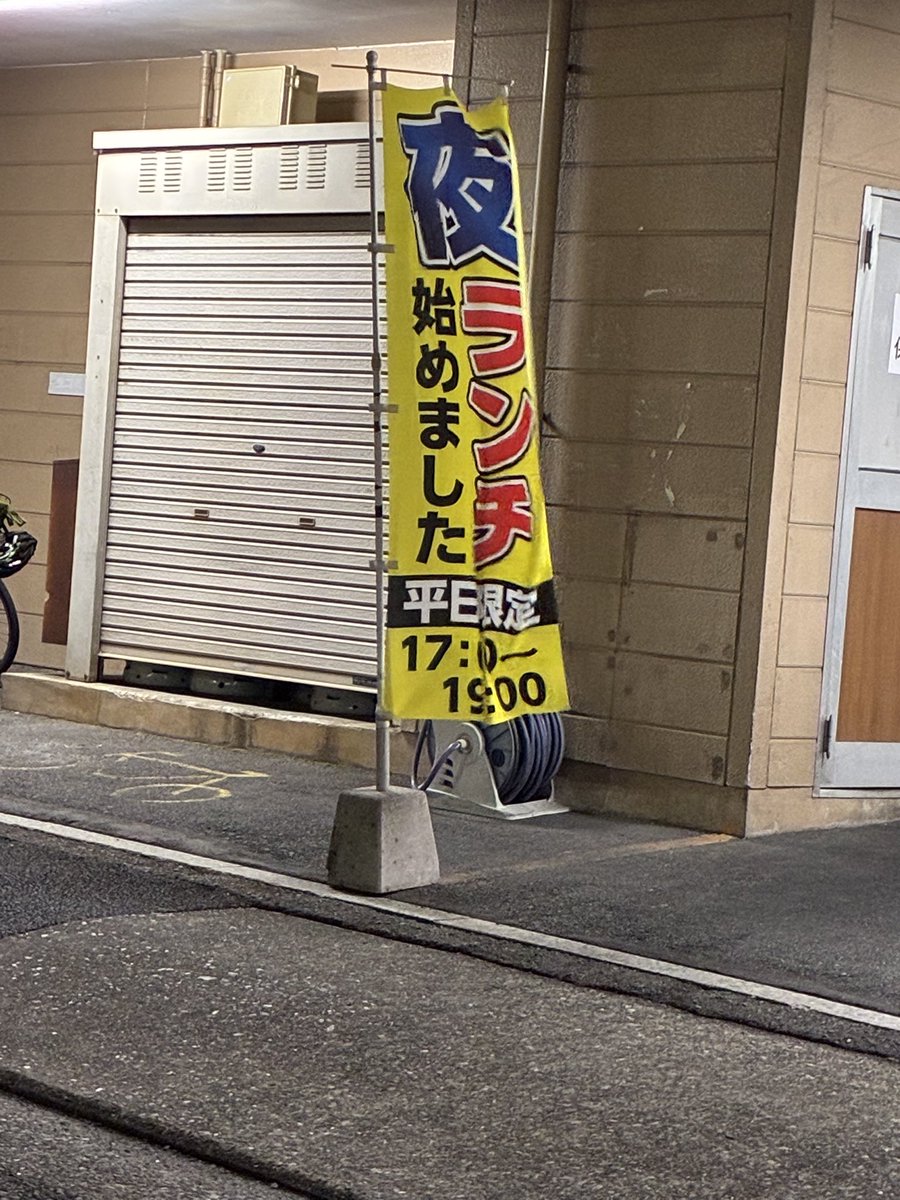 夜ランチ
始めました
平日限定
17:00〜
19:00